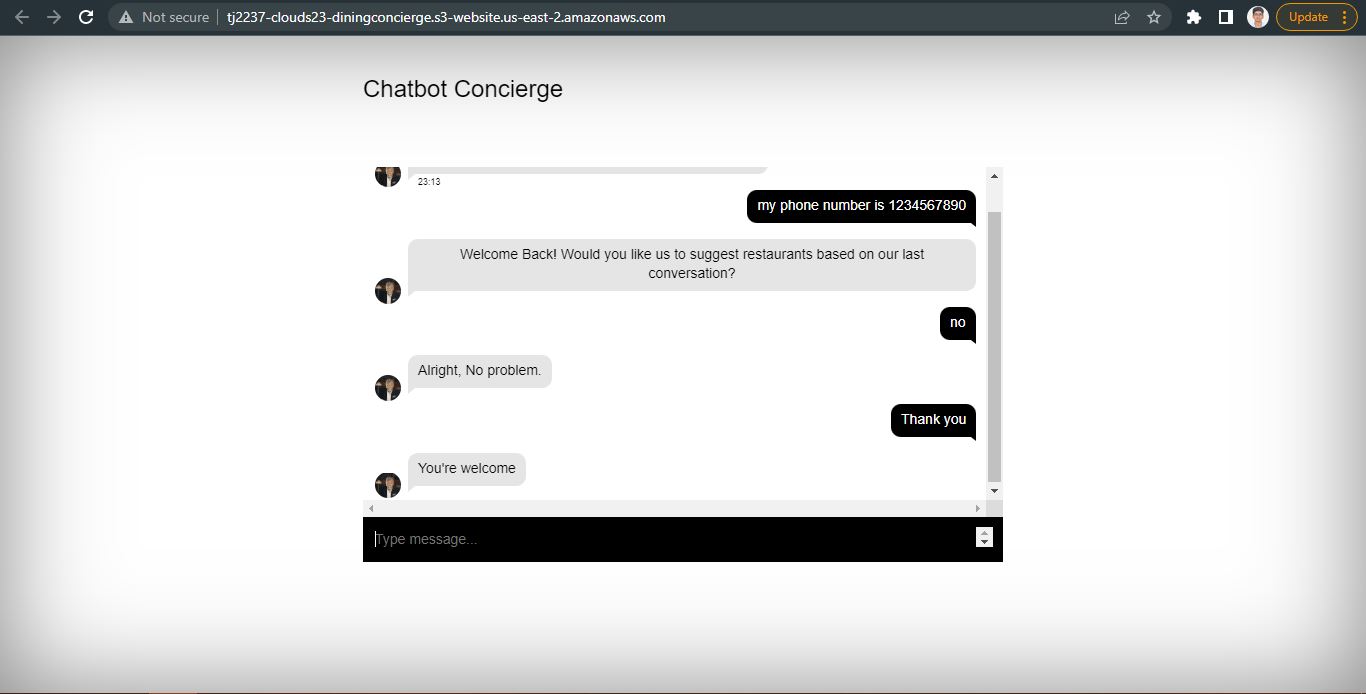 Not secure
tj2237-clouds23-diningconcierge.s3-website.us-east-2.amazonaws.com
Update
Chatbot Concierge
23:13
my phone number is 1234567890
Welcome Back! Would you like us to suggest restaurants based on our last
conversation?
no
Alright, No problem.
Thank you
You're welcome
Type message...